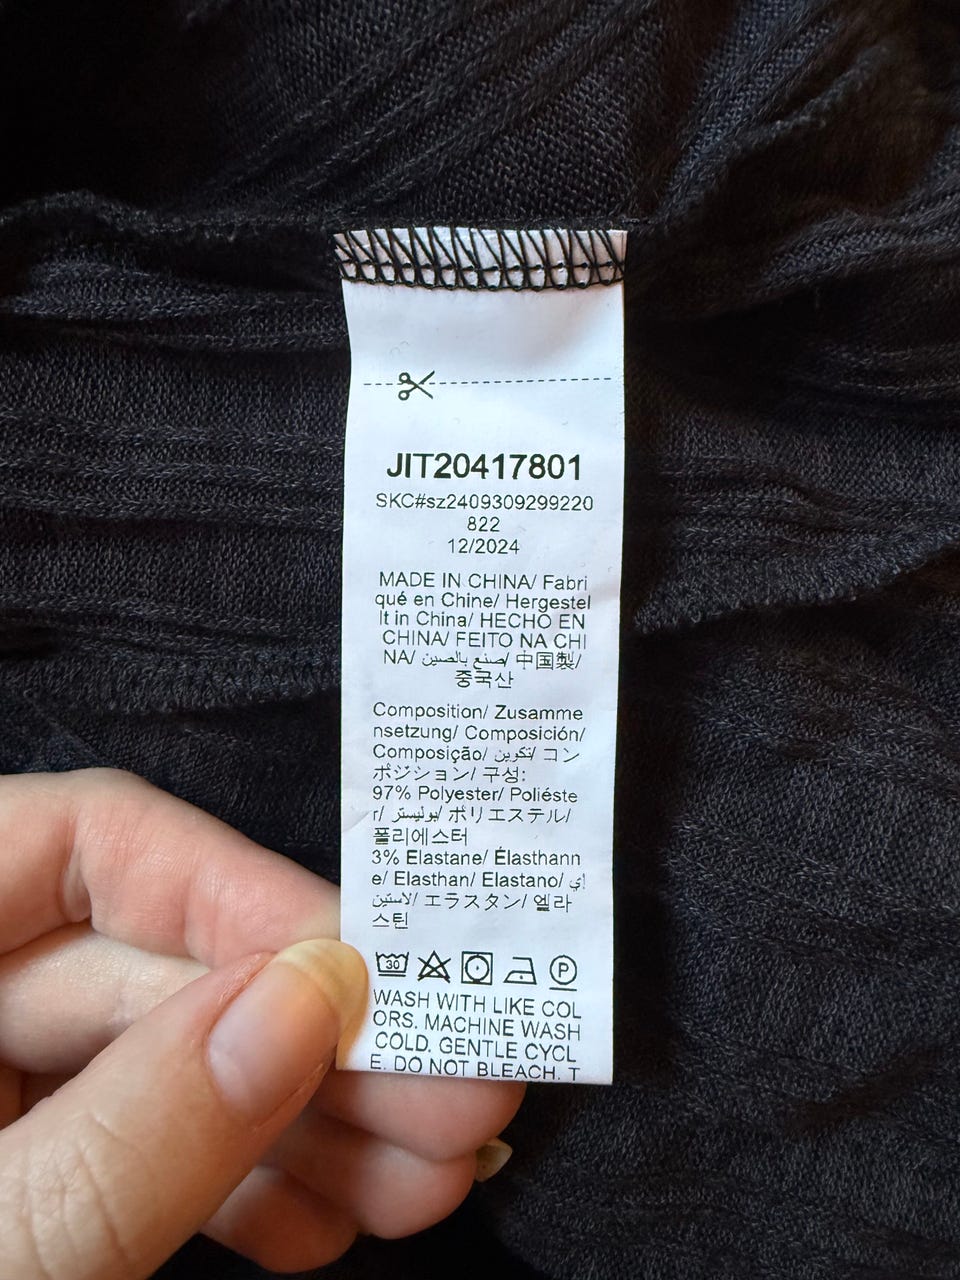 JIT20417801
SKC#sz2409309299220
822
12/2024
MADE IN CHINA/ Fabri
qué en Chine/ Hergestel
lt in China/ HECHO EN
CHINA/ FEITO NA CHI
NA/ صنع بالصين/ 中国製/
중국산
Composition/ Zusamme
nsetzung/ Composición/
Composição/ تكوين/ コン
ポジション/ 구성:
97% Polyester/ Poliéste
r/ بوليستر/ ポリエステル/
폴리에스터
3% Elastane/ Élasthann
e/ Elasthan/ Elastano/ إي
لاستين/ エラスタン/ 엘라
스틴
30 P
WASH WITH LIKE COL
ORS. MACHINE WASH
COLD. GENTLE CYCL
E. DO NOT BLEACH. T